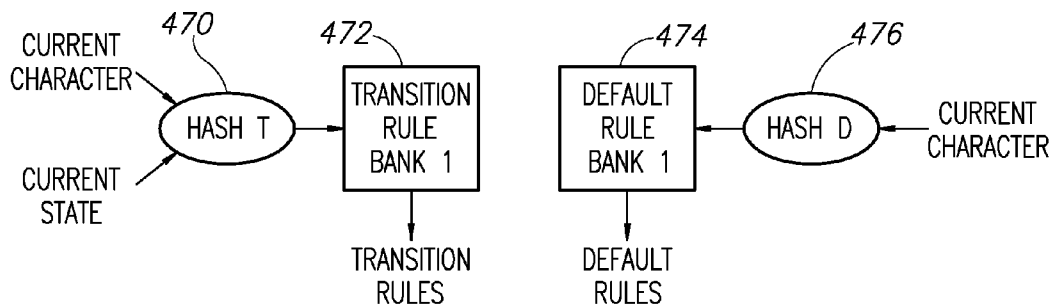 470
472
474
476
CURRENT
CHARACTER
HASH T
CURRENT
STATE
TRANSITION
RULE
BANK 1
TRANSITION
RULES
DEFAULT
RULE
BANK 1
DEFAULT
RULES
HASH D
CURRENT
CHARACTER